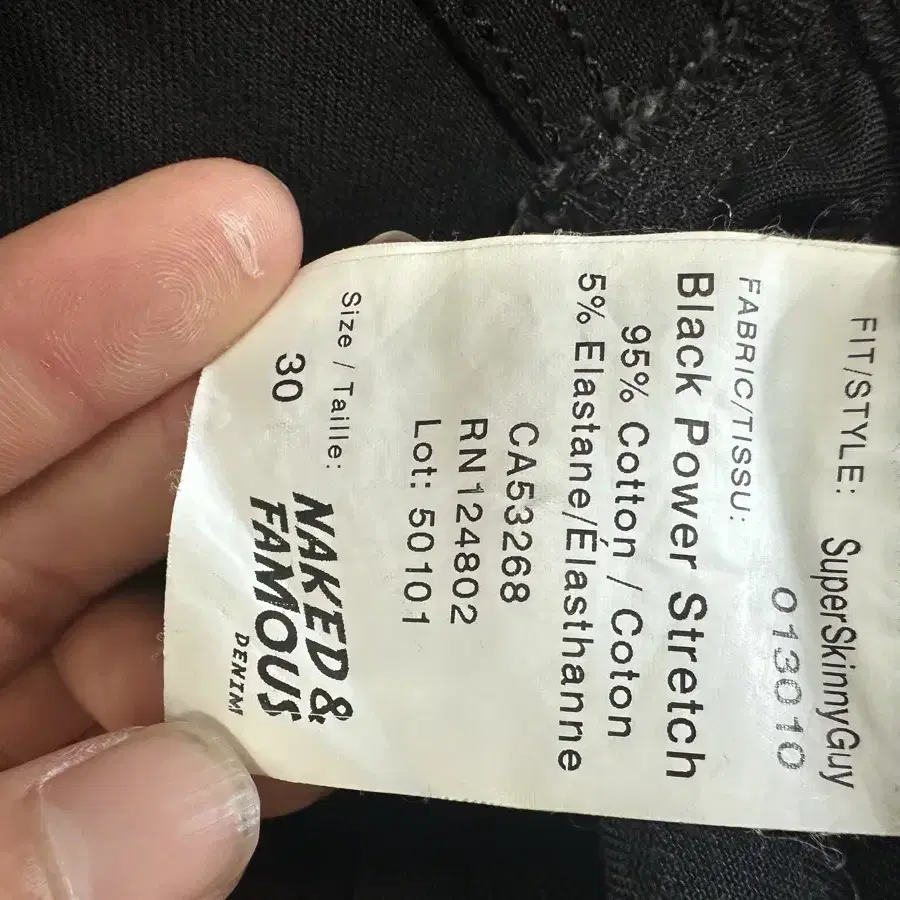 FIT/STYLE: SuperSkinnyGuy
013010
FABRIC/TISSU:
Black Power Stretch
95% Cotton / Coton
5% Elastane/Élasthanne
CA53268
RN124802
Lot: 50101
Size / Taille:
30
NAKED &
FAMOUS
DENIM